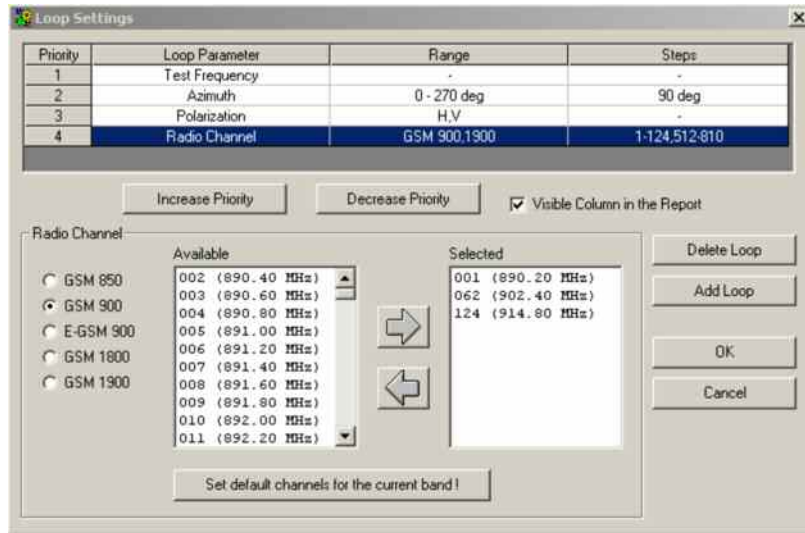 Loop Settings
Priority Loop Parameter Range Steps
1 Test Frequency - -
2 Azimuth 0 - 270 deg 90 deg
3 Polarization H,V -
4 Radio Channel GSM 900,1900 1-124,512-810
Increase Priority Decrease Priority Visible Column in the Report
Radio Channel
GSM 850
GSM 900
E-GSM 900
GSM 1800
GSM 1900
Available
002 (890.40 MHz)
003 (890.60 MHz)
004 (890.80 MHz)
005 (891.00 MHz)
006 (891.20 MHz)
007 (891.40 MHz)
008 (891.60 MHz)
009 (891.80 MHz)
010 (892.00 MHz)
011 (892.20 MHz)
Selected
001 (890.20 MHz)
062 (902.40 MHz)
124 (914.80 MHz)
Set default channels for the current band !
Delete Loop
Add Loop
OK
Cancel